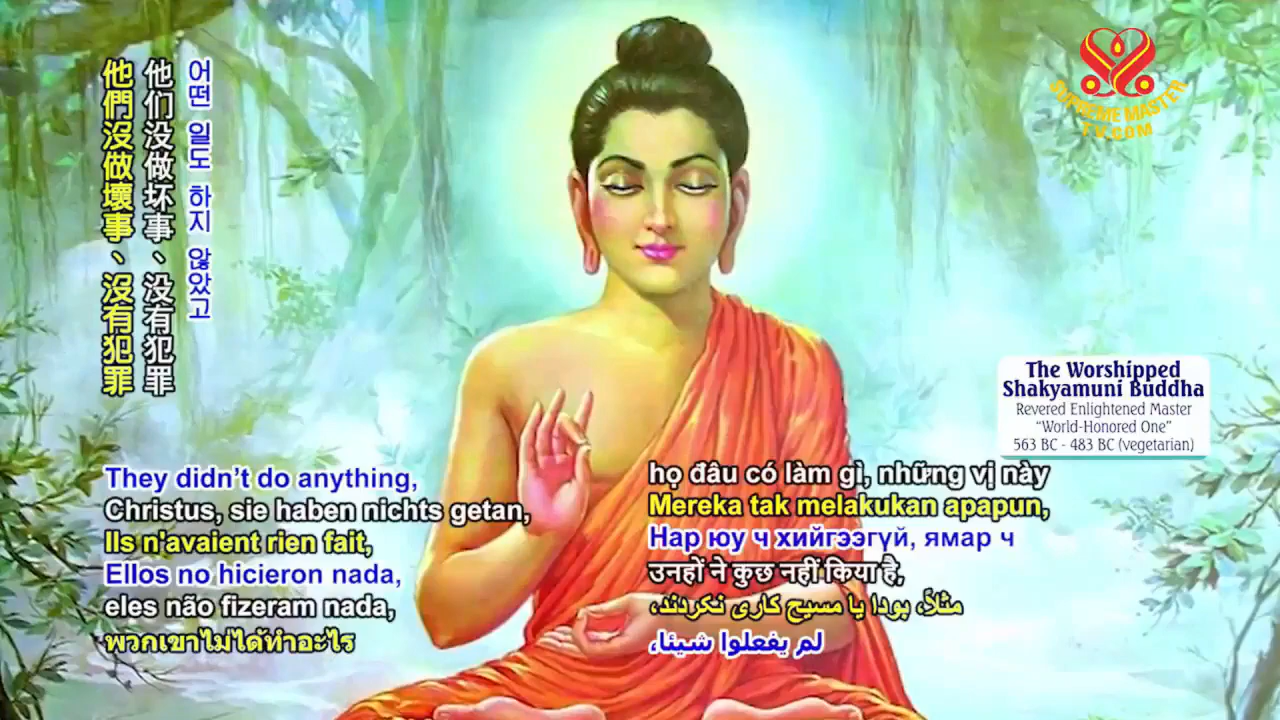 어떤 일도 하지 않았고
他们没做坏事、没有犯罪
他們沒做壞事、沒有犯罪
SUPREME MASTER
TV.COM
The Worshipped
Shakyamuni Buddha
Revered Enlightened Master
“World-Honored One”
563 BC - 483 BC (vegetarian)
They didn’t do anything,
Christus, sie haben nichts getan,
Ils n'avaient rien fait,
Ellos no hicieron nada,
eles não fizeram nada,
พวกเขาไม่ได้ทำอะไร
họ đâu có làm gì, những vị này
Mereka tak melakukan apapun,
Нар юу ч хийгээгүй, ямар ч
उनहों ने कुछ नहीं किया है,
مثلاً، بودا یا مسیح کاری نکردند،
لم يفعلوا شيئا،